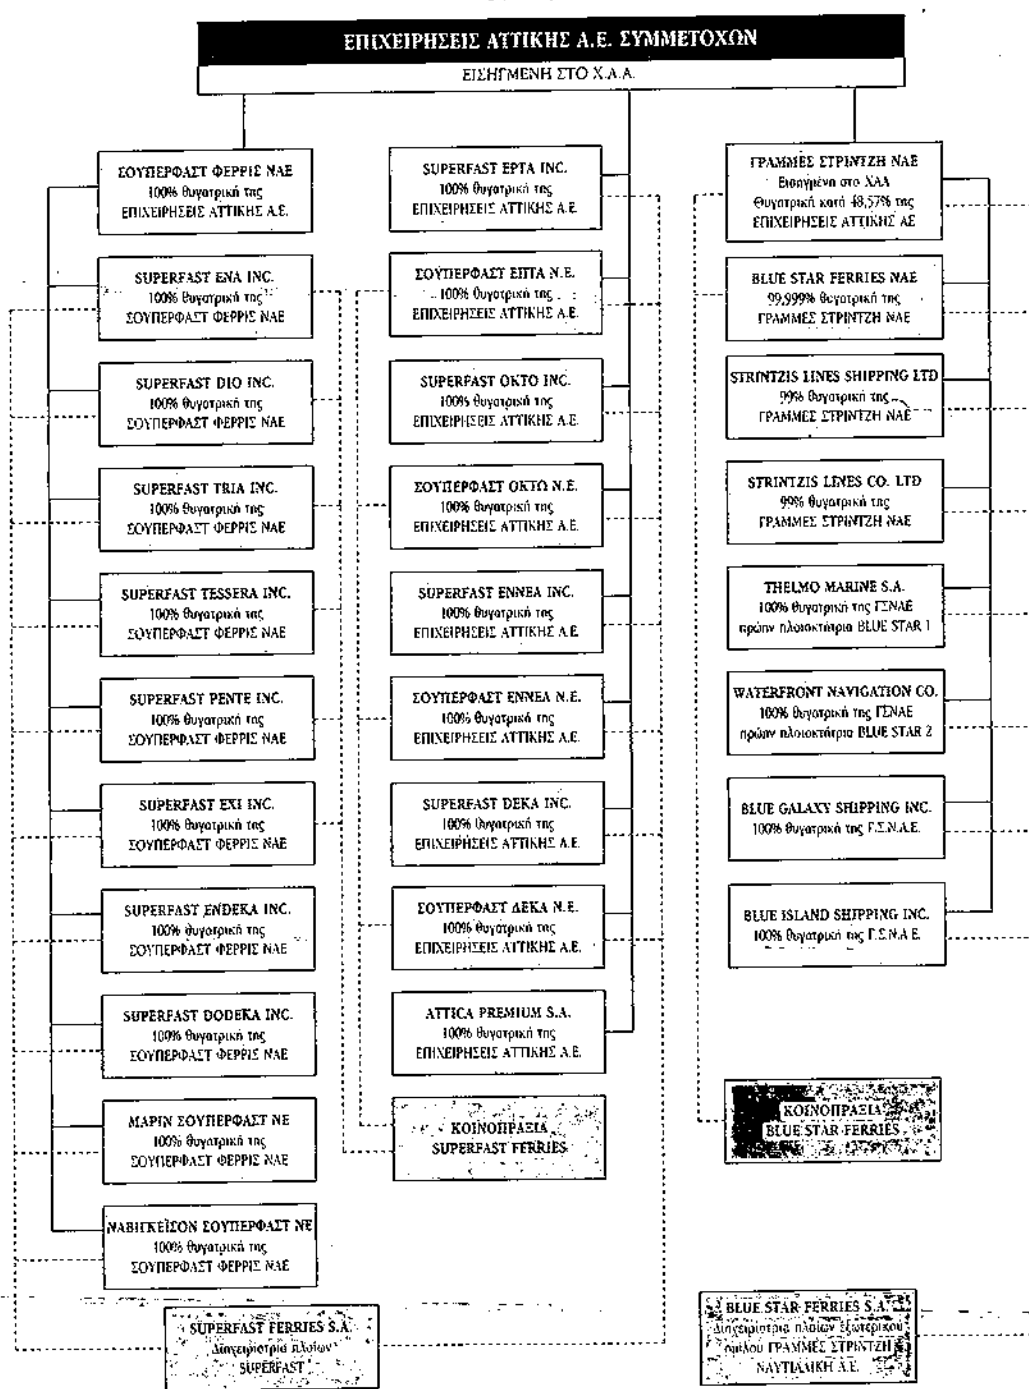 ΕΠΙΧΕΙΡΗΣΕΙΣ ΑΤΤΙΚΗΣ Α.Ε. ΣΥΜΜΕΤΟΧΩΝ
ΕΙΣΗΓΜΕΝΗ ΣΤΟ Χ.Α.Α.
ΣΟΥΠΕΡΦΑΣΤ ΦΕΡΡΙΣ ΝΑΕ
100% θυγατρική της
ΕΠΙΧΕΙΡΗΣΕΙΣ ΑΤΤΙΚΗΣ Α.Ε.
SUPERFAST ENA INC.
100% θυγατρική της
ΣΟΥΠΕΡΦΑΣΤ ΦΕΡΡΙΣ ΝΑΕ
SUPERFAST DIO INC.
100% θυγατρική της
ΣΟΥΠΕΡΦΑΣΤ ΦΕΡΡΙΣ ΝΑΕ
SUPERFAST TRIA INC.
100% θυγατρική της
ΣΟΥΠΕΡΦΑΣΤ ΦΕΡΡΙΣ ΝΑΕ
SUPERFAST TESSERA INC.
100% θυγατρική της
ΣΟΥΠΕΡΦΑΣΤ ΦΕΡΡΙΣ ΝΑΕ
SUPERFAST PENTE INC.
100% θυγατρική της
ΣΟΥΠΕΡΦΑΣΤ ΦΕΡΡΙΣ ΝΑΕ
SUPERFAST EXI INC.
100% θυγατρική της
ΣΟΥΠΕΡΦΑΣΤ ΦΕΡΡΙΣ ΝΑΕ
SUPERFAST ENDEKA INC.
100% θυγατρική της
ΣΟΥΠΕΡΦΑΣΤ ΦΕΡΡΙΣ ΝΑΕ
SUPERFAST DODEKA INC.
100% θυγατρική της
ΣΟΥΠΕΡΦΑΣΤ ΦΕΡΡΙΣ ΝΑΕ
ΜΑΡΙΝ ΣΟΥΠΕΡΦΑΣΤ ΝΕ
100% θυγατρική της
ΣΟΥΠΕΡΦΑΣΤ ΦΕΡΡΙΣ ΝΑΕ
ΝΑΒΙΓΚΕΪΣΟΝ ΣΟΥΠΕΡΦΑΣΤ ΝΕ
100% θυγατρική της
ΣΟΥΠΕΡΦΑΣΤ ΦΕΡΡΙΣ ΝΑΕ
SUPERFAST FERRIES S.A.
Διαχειρίστρια πλοίων
SUPERFAST
SUPERFAST EPTA INC.
100% θυγατρική της
ΕΠΙΧΕΙΡΗΣΕΙΣ ΑΤΤΙΚΗΣ Α.Ε.
ΣΟΥΠΕΡΦΑΣΤ ΕΠΤΑ Ν.Ε.
100% θυγατρική της
ΕΠΙΧΕΙΡΗΣΕΙΣ ΑΤΤΙΚΗΣ Α.Ε.
SUPERFAST OKTO INC.
100% θυγατρική της
ΕΠΙΧΕΙΡΗΣΕΙΣ ΑΤΤΙΚΗΣ Α.Ε.
ΣΟΥΠΕΡΦΑΣΤ ΟΚΤΩ Ν.Ε.
100% θυγατρική της
ΕΠΙΧΕΙΡΗΣΕΙΣ ΑΤΤΙΚΗΣ Α.Ε.
SUPERFAST ENNEA INC.
100% θυγατρική της
ΕΠΙΧΕΙΡΗΣΕΙΣ ΑΤΤΙΚΗΣ Α.Ε.
ΣΟΥΠΕΡΦΑΣΤ ΕΝΝΕΑ Ν.Ε.
100% θυγατρική της
ΕΠΙΧΕΙΡΗΣΕΙΣ ΑΤΤΙΚΗΣ Α.Ε.
SUPERFAST DEKA INC.
100% θυγατρική της
ΕΠΙΧΕΙΡΗΣΕΙΣ ΑΤΤΙΚΗΣ Α.Ε.
ΣΟΥΠΕΡΦΑΣΤ ΔΕΚΑ Ν.Ε.
100% θυγατρική της
ΕΠΙΧΕΙΡΗΣΕΙΣ ΑΤΤΙΚΗΣ Α.Ε.
ATTICA PREMIUM S.A.
100% θυγατρική της
ΕΠΙΧΕΙΡΗΣΕΙΣ ΑΤΤΙΚΗΣ Α.Ε.
ΚΟΙΝΟΠΡΑΞΙΑ
SUPERFAST FERRIES
ΓΡΑΜΜΕΣ ΣΤΡΙΝΤΖΗ ΝΑΕ
Εισηγμένα στο ΧΑΑ
Θυγατρική κατά 48,57% της
ΕΠΙΧΕΙΡΗΣΕΙΣ ΑΤΤΙΚΗΣ ΑΕ
BLUE STAR FERRIES ΝΑΕ
99,999% θυγατρική της
ΓΡΑΜΜΕΣ ΣΤΡΙΝΤΖΗ ΝΑΕ
STRINTZIS LINES SHIPPING LTD
99% θυγατρική της
ΓΡΑΜΜΕΣ ΣΤΡΙΝΤΖΗ ΝΑΕ
STRINTZIS LINES CO. LTD
99% θυγατρική της
ΓΡΑΜΜΕΣ ΣΤΡΙΝΤΖΗ ΝΑΕ
THELMO MARINE S.A.
100% θυγατρική της ΓΣΝΑΕ
πρώην πλοιοκτήτρια BLUE STAR 1
WATERFRONT NAVIGATION CO.
100% θυγατρική της ΓΣΝΑΕ
πρώην πλοιοκτήτρια BLUE STAR 2
BLUE GALAXY SHIPPING INC.
100% θυγατρική της Γ.Σ.Ν.Α.Ε.
BLUE ISLAND SHIPPING INC.
100% θυγατρική της Γ.Σ.Ν.Α Ε.
ΚΟΙΝΟΠΡΑΞΙΑ
BLUE STAR FERRIES
BLUE STAR FERRIES S.A.
Διαχειρίστρια πλοίων εξωτερικού
ομίλου ΓΡΑΜΜΕΣ ΣΤΡΙΝΤΖΗ
ΝΑΥΤΙΛΙΑΚΗ Α.Ε.